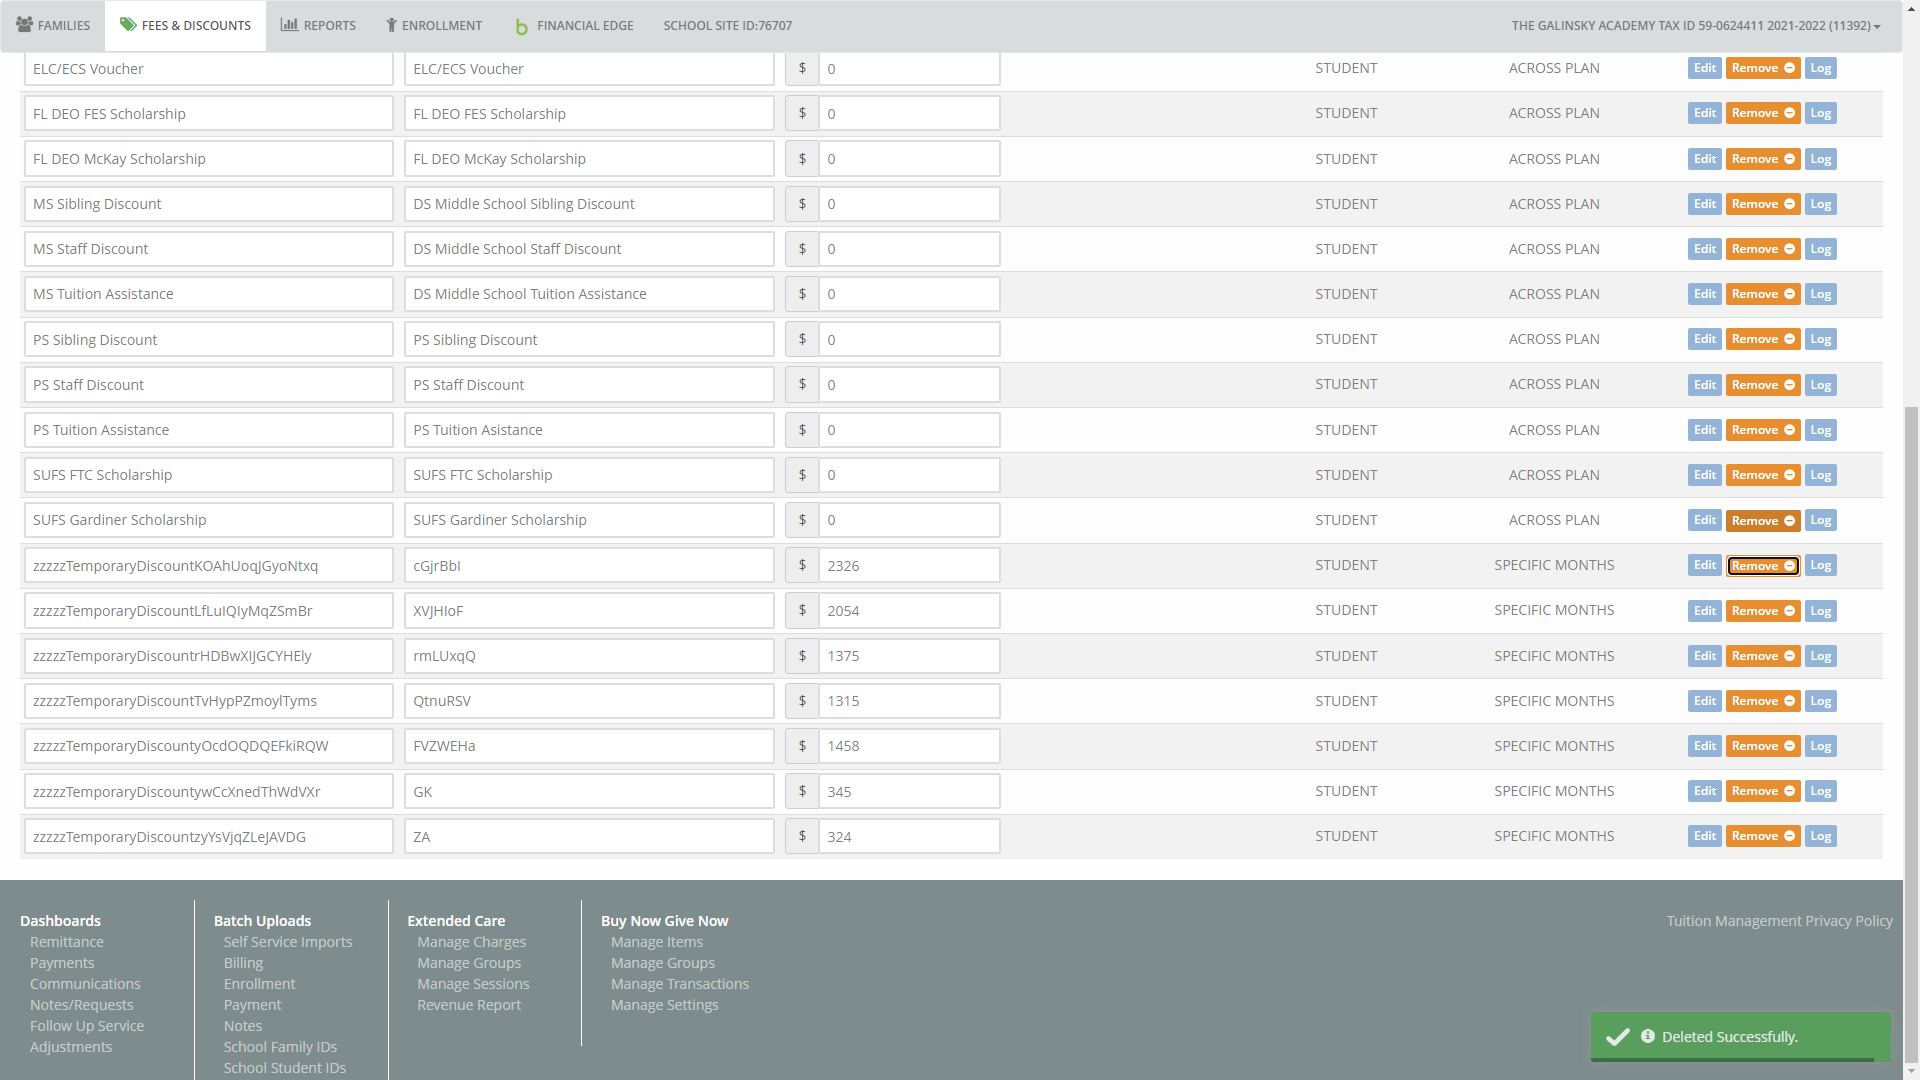 FAMILIES FEES & DISCOUNTS REPORTS ENROLLMENT FINANCIAL EDGE SCHOOL SITE ID:76707 THE GALINSKY ACADEMY TAX ID 59-0624411 2021-2022 (11392)
ELC/ECS Voucher ELC/ECS Voucher $ 0 STUDENT ACROSS PLAN Edit Remove Log
FL DEO FES Scholarship FL DEO FES Scholarship $ 0 STUDENT ACROSS PLAN Edit Remove Log
FL DEO McKay Scholarship FL DEO McKay Scholarship $ 0 STUDENT ACROSS PLAN Edit Remove Log
MS Sibling Discount DS Middle School Sibling Discount $ 0 STUDENT ACROSS PLAN Edit Remove Log
MS Staff Discount DS Middle School Staff Discount $ 0 STUDENT ACROSS PLAN Edit Remove Log
MS Tuition Assistance DS Middle School Tuition Assistance $ 0 STUDENT ACROSS PLAN Edit Remove Log
PS Sibling Discount PS Sibling Discount $ 0 STUDENT ACROSS PLAN Edit Remove Log
PS Staff Discount PS Staff Discount $ 0 STUDENT ACROSS PLAN Edit Remove Log
PS Tuition Assistance PS Tuition Asistance $ 0 STUDENT ACROSS PLAN Edit Remove Log
SUFS FTC Scholarship SUFS FTC Scholarship $ 0 STUDENT ACROSS PLAN Edit Remove Log
SUFS Gardiner Scholarship SUFS Gardiner Scholarship $ 0 STUDENT ACROSS PLAN Edit Remove Log
zzzzzTemporaryDiscountKOAhUoqJGyoNtxq cGjrBbI $ 2326 STUDENT SPECIFIC MONTHS Edit Remove Log
zzzzzTemporaryDiscountLfLuIQIyMqZSmBr XVJHIoF $ 2054 STUDENT SPECIFIC MONTHS Edit Remove Log
zzzzzTemporaryDiscountrHDBwXIJGCYHEly rmLUxqQ $ 1375 STUDENT SPECIFIC MONTHS Edit Remove Log
zzzzzTemporaryDiscountTvHypPZmoylTyms QtnuRSV $ 1315 STUDENT SPECIFIC MONTHS Edit Remove Log
zzzzzTemporaryDiscountyOcdOQDQEFkiRQW FVZWEHa $ 1458 STUDENT SPECIFIC MONTHS Edit Remove Log
zzzzzTemporaryDiscountywCcXnedThWdVXr GK $ 345 STUDENT SPECIFIC MONTHS Edit Remove Log
zzzzzTemporaryDiscountzyYsVjqZLeJAVDG ZA $ 324 STUDENT SPECIFIC MONTHS Edit Remove Log
Dashboards
Remittance
Payments
Communications
Notes/Requests
Follow Up Service
Adjustments
Batch Uploads
Self Service Imports
Billing
Enrollment
Payment
Notes
School Family IDs
School Student IDs
Extended Care
Manage Charges
Manage Groups
Manage Sessions
Revenue Report
Buy Now Give Now
Manage Items
Manage Groups
Manage Transactions
Manage Settings
Tuition Management Privacy Policy
Deleted Successfully.